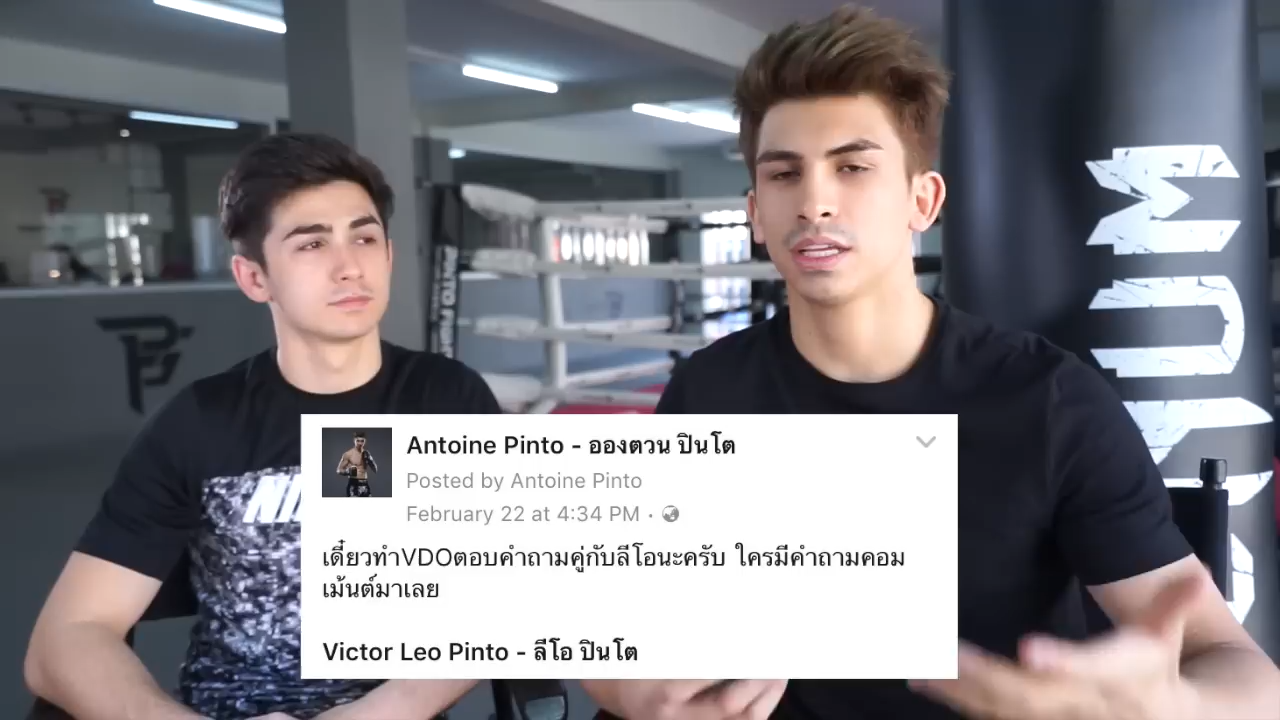 Antoine Pinto - อองตวน ปินโต
Posted by Antoine Pinto
February 22 at 4:34 PM ·
เดี๋ยวทำVDOตอบคำถามคู่กับลีโอนะครับ ใครมีคำถามคอม
เม้นต์มาเลย
Victor Leo Pinto - ลีโอ ปินโต